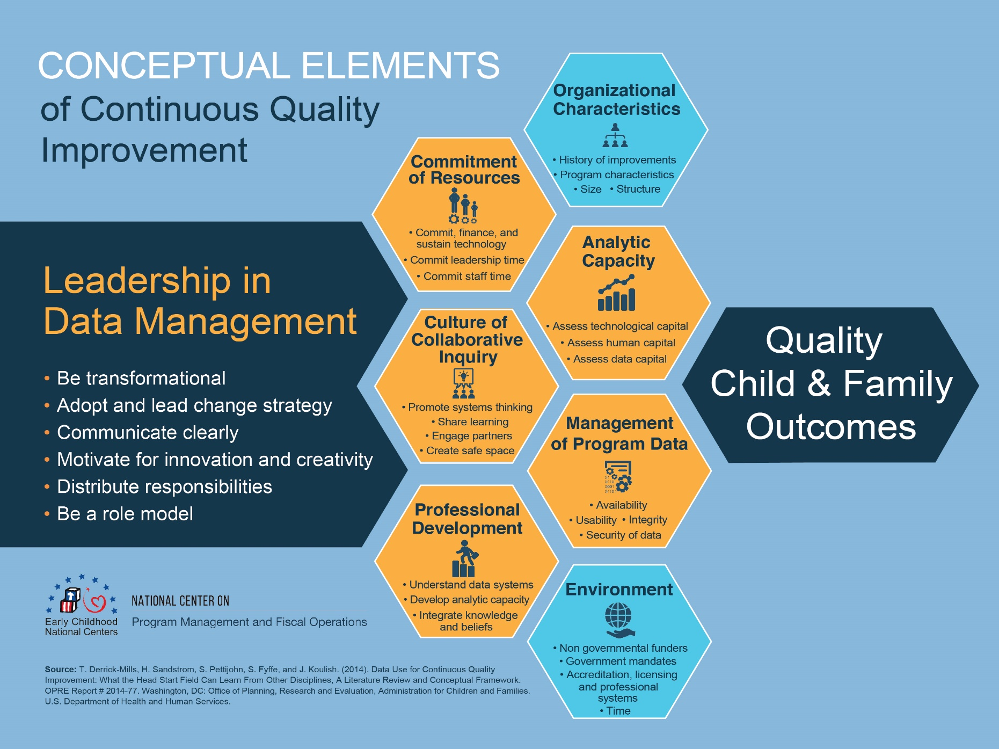 CONCEPTUAL ELEMENTS
of Continuous Quality
Improvement
Leadership in
Data Management
• Be transformational
• Adopt and lead change strategy
• Communicate clearly
• Motivate for innovation and creativity
• Distribute responsibilities
• Be a role model
Commitment
of Resources
• Commit, finance, and
sustain technology
• Commit leadership time
• Commit staff time
Culture of
Collaborative
Inquiry
• Promote systems thinking
• Share learning
• Engage partners
• Create safe space
Professional
Development
• Understand data systems
• Develop analytic capacity
• Integrate knowledge
and beliefs
Organizational
Characteristics
• History of improvements
• Program characteristics
• Size • Structure
Analytic
Capacity
• Assess technological capital
• Assess human capital
• Assess data capital
Management
of Program Data
01
0110
0001
01101
• Availability
• Usability • Integrity
• Security of data
Environment
• Non governmental funders
• Government mandates
• Accreditation, licensing
and professional
systems
• Time
Quality
Child & Family
Outcomes
Early Childhood
National Centers
NATIONAL CENTER ON
Program Management and Fiscal Operations
Source: T. Derrick-Mills, H. Sandstrom, S. Pettijohn, S. Fyffe, and J. Koulish. (2014). Data Use for Continuous Quality
Improvement: What the Head Start Field Can Learn From Other Disciplines, A Literature Review and Conceptual Framework.
OPRE Report # 2014-77. Washington, DC: Office of Planning, Research and Evaluation, Administration for Children and Families.
U.S. Department of Health and Human Services.